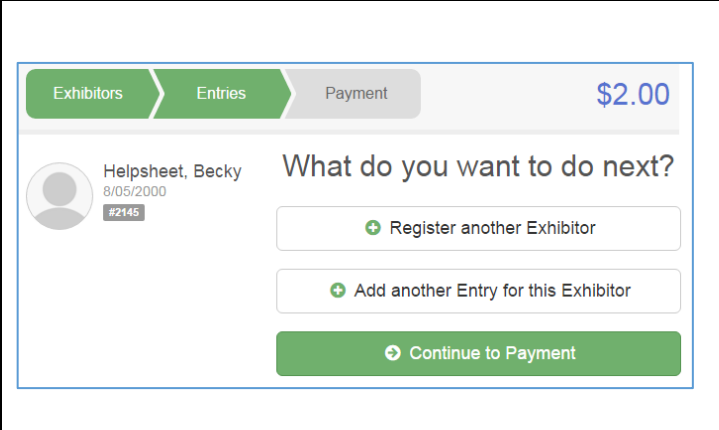 Exhibitors Entries Payment $2.00
Helpsheet, Becky
8/05/2000
#2145
What do you want to do next?
Register another Exhibitor
Add another Entry for this Exhibitor
Continue to Payment